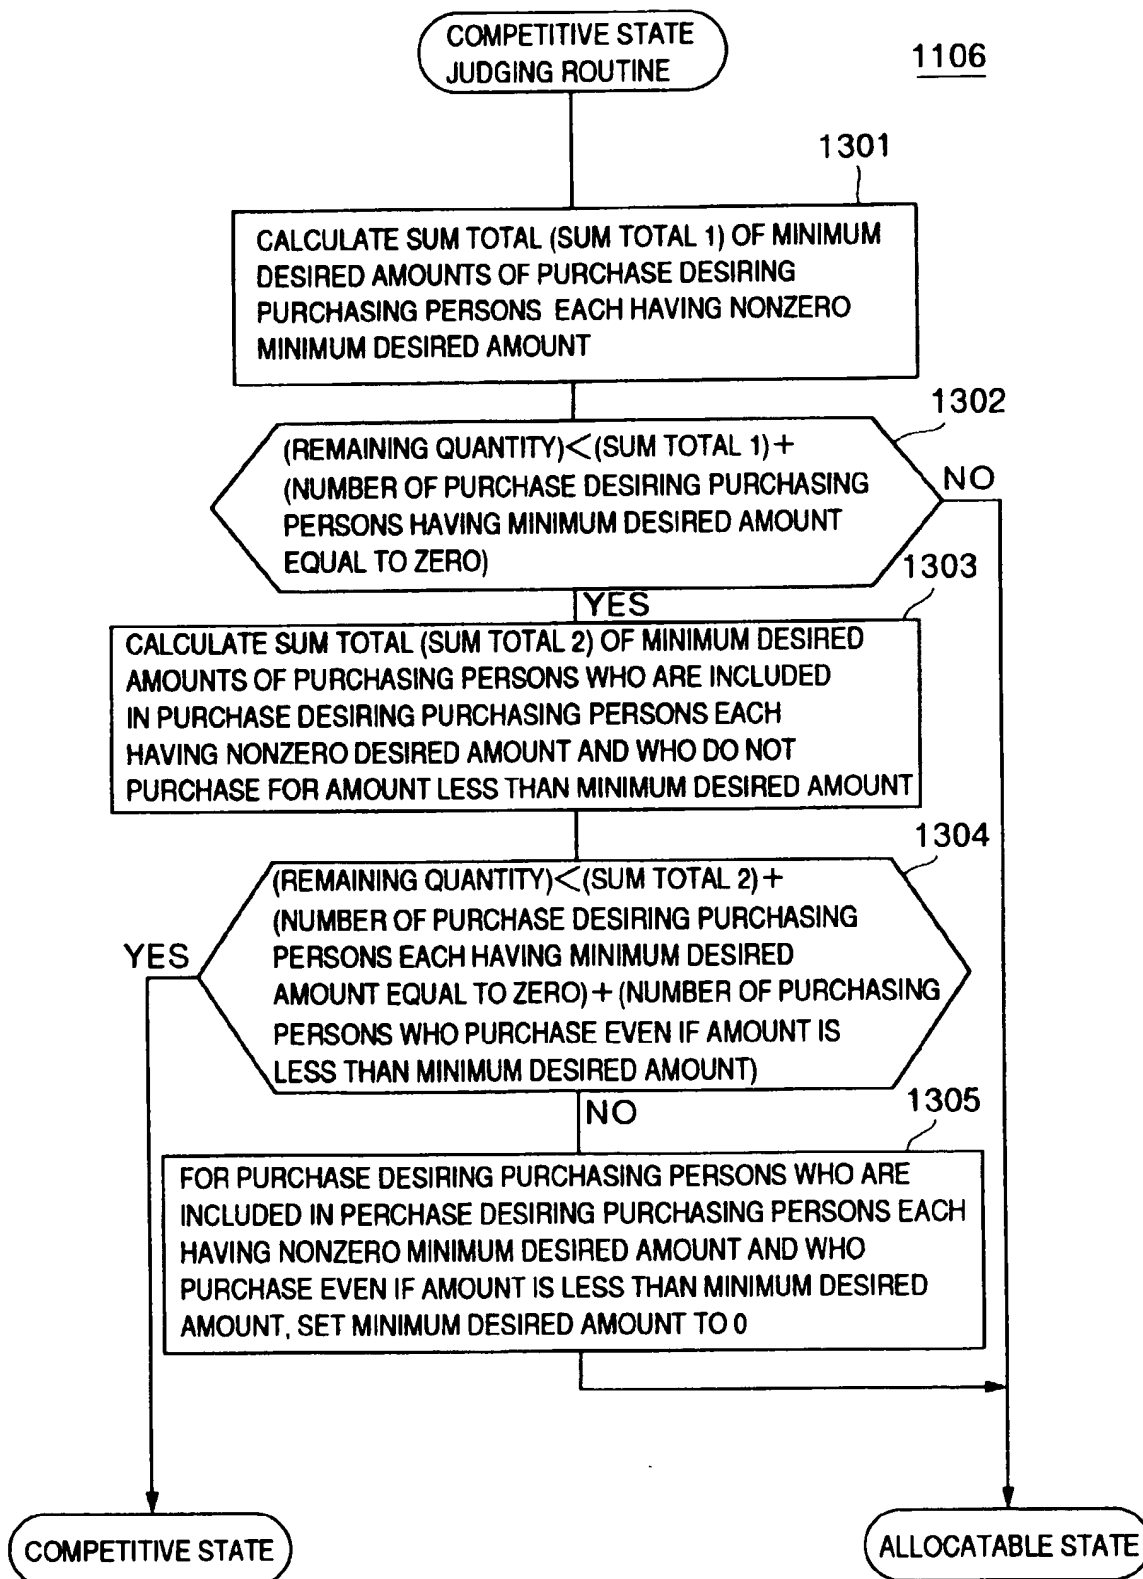 COMPETITIVE STATE
JUDGING ROUTINE
1106
1301
CALCULATE SUM TOTAL (SUM TOTAL 1) OF MINIMUM
DESIRED AMOUNTS OF PURCHASE DESIRING
PURCHASING PERSONS EACH HAVING NONZERO
MINIMUM DESIRED AMOUNT
1302
(REMAINING QUANTITY)<(SUM TOTAL 1)+
(NUMBER OF PURCHASE DESIRING PURCHASING
PERSONS HAVING MINIMUM DESIRED AMOUNT
EQUAL TO ZERO)
NO
YES
1303
CALCULATE SUM TOTAL (SUM TOTAL 2) OF MINIMUM DESIRED
AMOUNTS OF PURCHASING PERSONS WHO ARE INCLUDED
IN PURCHASE DESIRING PURCHASING PERSONS EACH
HAVING NONZERO DESIRED AMOUNT AND WHO DO NOT
PURCHASE FOR AMOUNT LESS THAN MINIMUM DESIRED AMOUNT
1304
(REMAINING QUANTITY)<(SUM TOTAL 2)+
(NUMBER OF PURCHASE DESIRING PURCHASING
PERSONS EACH HAVING MINIMUM DESIRED
AMOUNT EQUAL TO ZERO)+(NUMBER OF PURCHASING
PERSONS WHO PURCHASE EVEN IF AMOUNT IS
LESS THAN MINIMUM DESIRED AMOUNT)
YES
NO
1305
FOR PURCHASE DESIRING PURCHASING PERSONS WHO ARE
INCLUDED IN PERCHASE DESIRING PURCHASING PERSONS EACH
HAVING NONZERO MINIMUM DESIRED AMOUNT AND WHO
PURCHASE EVEN IF AMOUNT IS LESS THAN MINIMUM DESIRED
AMOUNT, SET MINIMUM DESIRED AMOUNT TO 0
COMPETITIVE STATE
ALLOCATABLE STATE